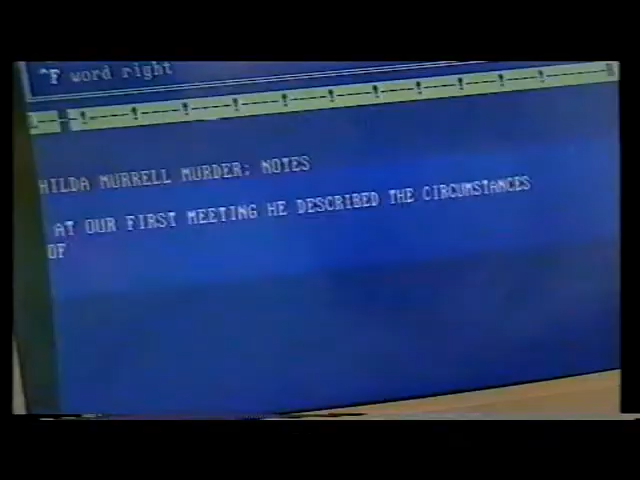 ^F word right
HILDA MURRELL MURDER: NOTES
AT OUR FIRST MEETING HE DESCRIBED THE CIRCUMSTANCES
OF